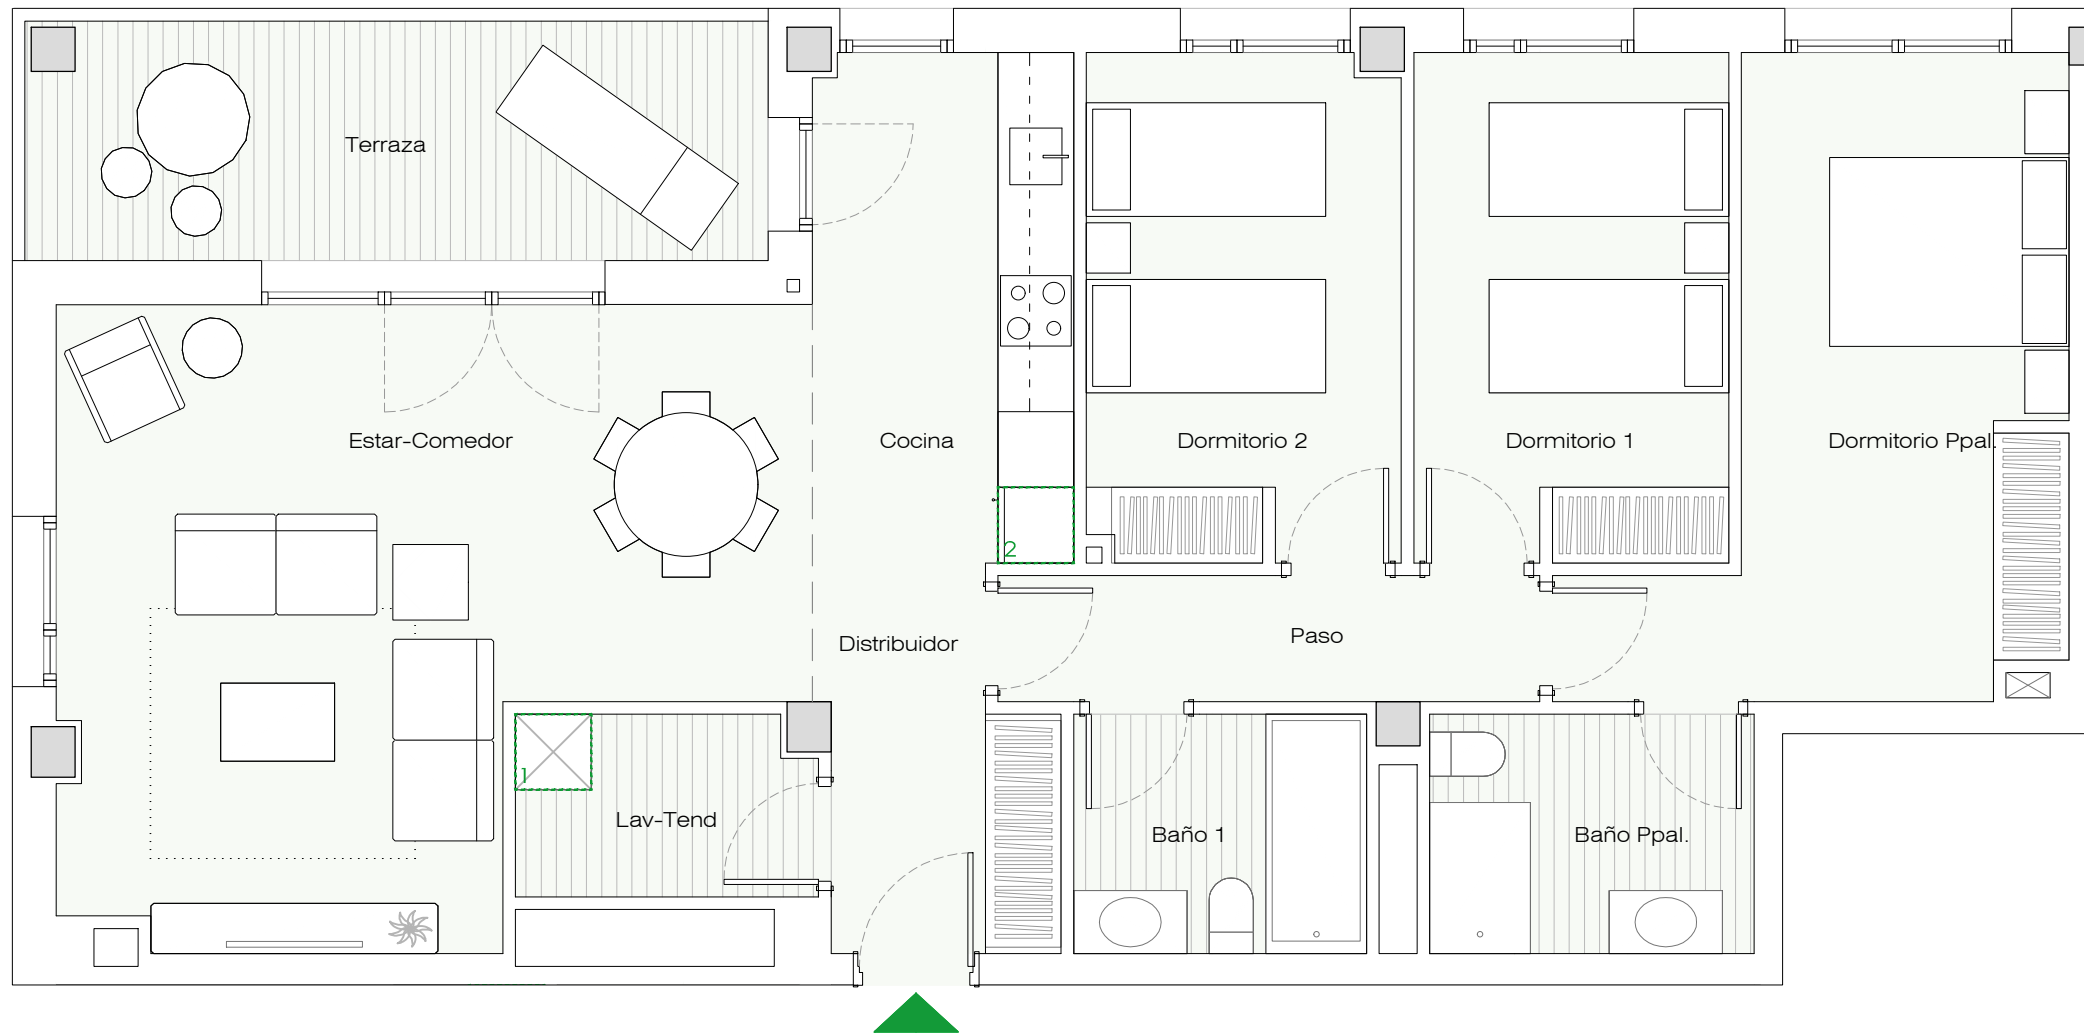 Terraza
Estar-Comedor
Cocina
Dormitorio 2
Dormitorio 1
Dormitorio Ppal.
2
Distribuidor
Paso
1
Lav-Tend
Baño 1
Baño Ppal.